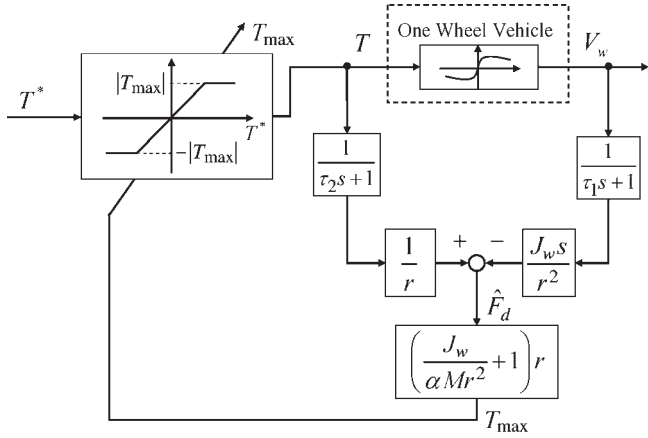 One Wheel Vehicle
T_max
T
V_w
|T_max|
T*
T*
-|T_max|
1/(τ_2 s + 1)
1/(τ_1 s + 1)
1/r
+
−
J_w s/r^2
F̂_d
(J_w/(α M r^2) + 1) r
T_max